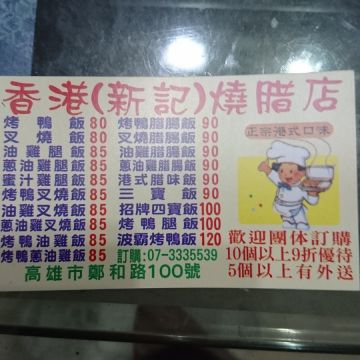 香港(新記)燒腊店
烤鴨飯 80 烤鴨腊腸飯 90
叉燒飯 80 叉燒腊腸飯 90
油雞腿飯 85 油雞腊腸飯 90
蔥油雞腿飯 85 蔥油雞腊腸飯 90
蜜汁雞腿飯 85 港式腊味飯 90
烤鴨叉燒飯 85 三寶飯 90
油雞叉燒飯 85 招牌四寶飯 100
蔥油雞叉燒飯 85 烤鴨腿飯 100
烤鴨油雞飯 85 波霸烤鴨飯 120
烤鴨蔥油雞飯 85 訂購:07-3335539
高雄市鄭和路100號
正宗港式口味
歡迎團体訂購
10個以上9折優待
5個以上有外送